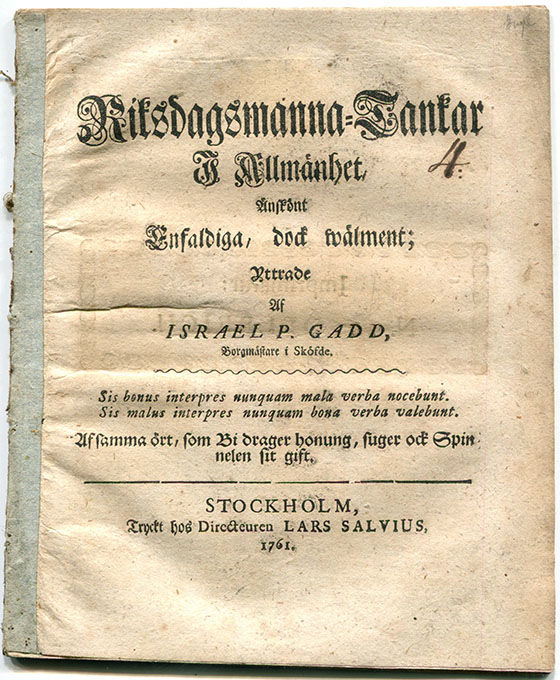 Riksdagsmanna-Tankar
I Allmänhet,
4.
Anskönt
Enfaldiga, dock wälment;
Yttrade
Af
ISRAEL P. GADD,
Borgmästare i Sköfde.
Sis bonus interpres nunquam mala verba nocebunt.
Sis malus interpres nunquam bona verba valebunt.
Af samma ört, som Bi drager honung, suger ock Spin
nelen sit gift.
STOCKHOLM,
Tryckt hos Directeuren LARS SALVIUS,
1761.